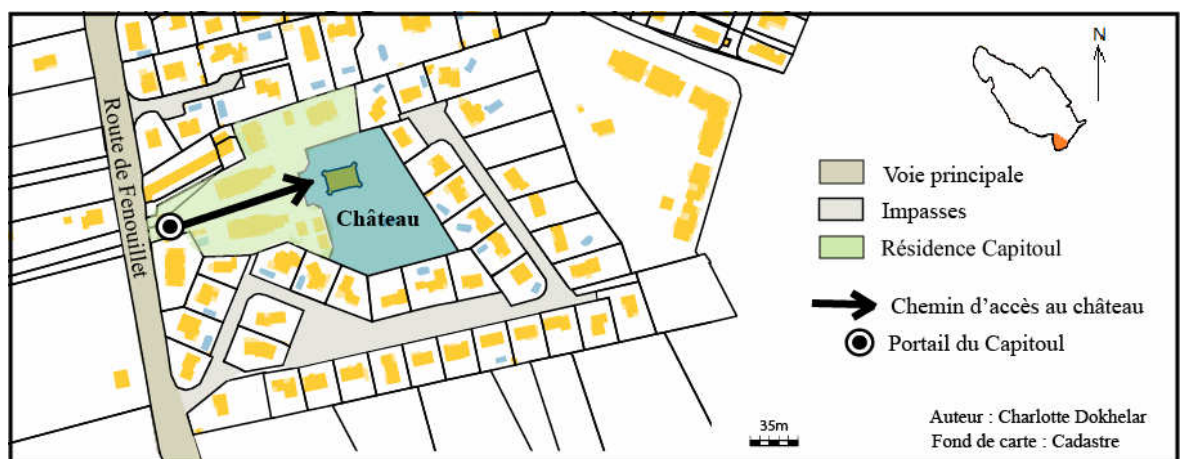 Route de Fenouillet
Château
N
Voie principale
Impasses
Résidence Capitoul
Chemin d'accès au château
Portail du Capitoul
35m
Auteur : Charlotte Dokhelar
Fond de carte : Cadastre